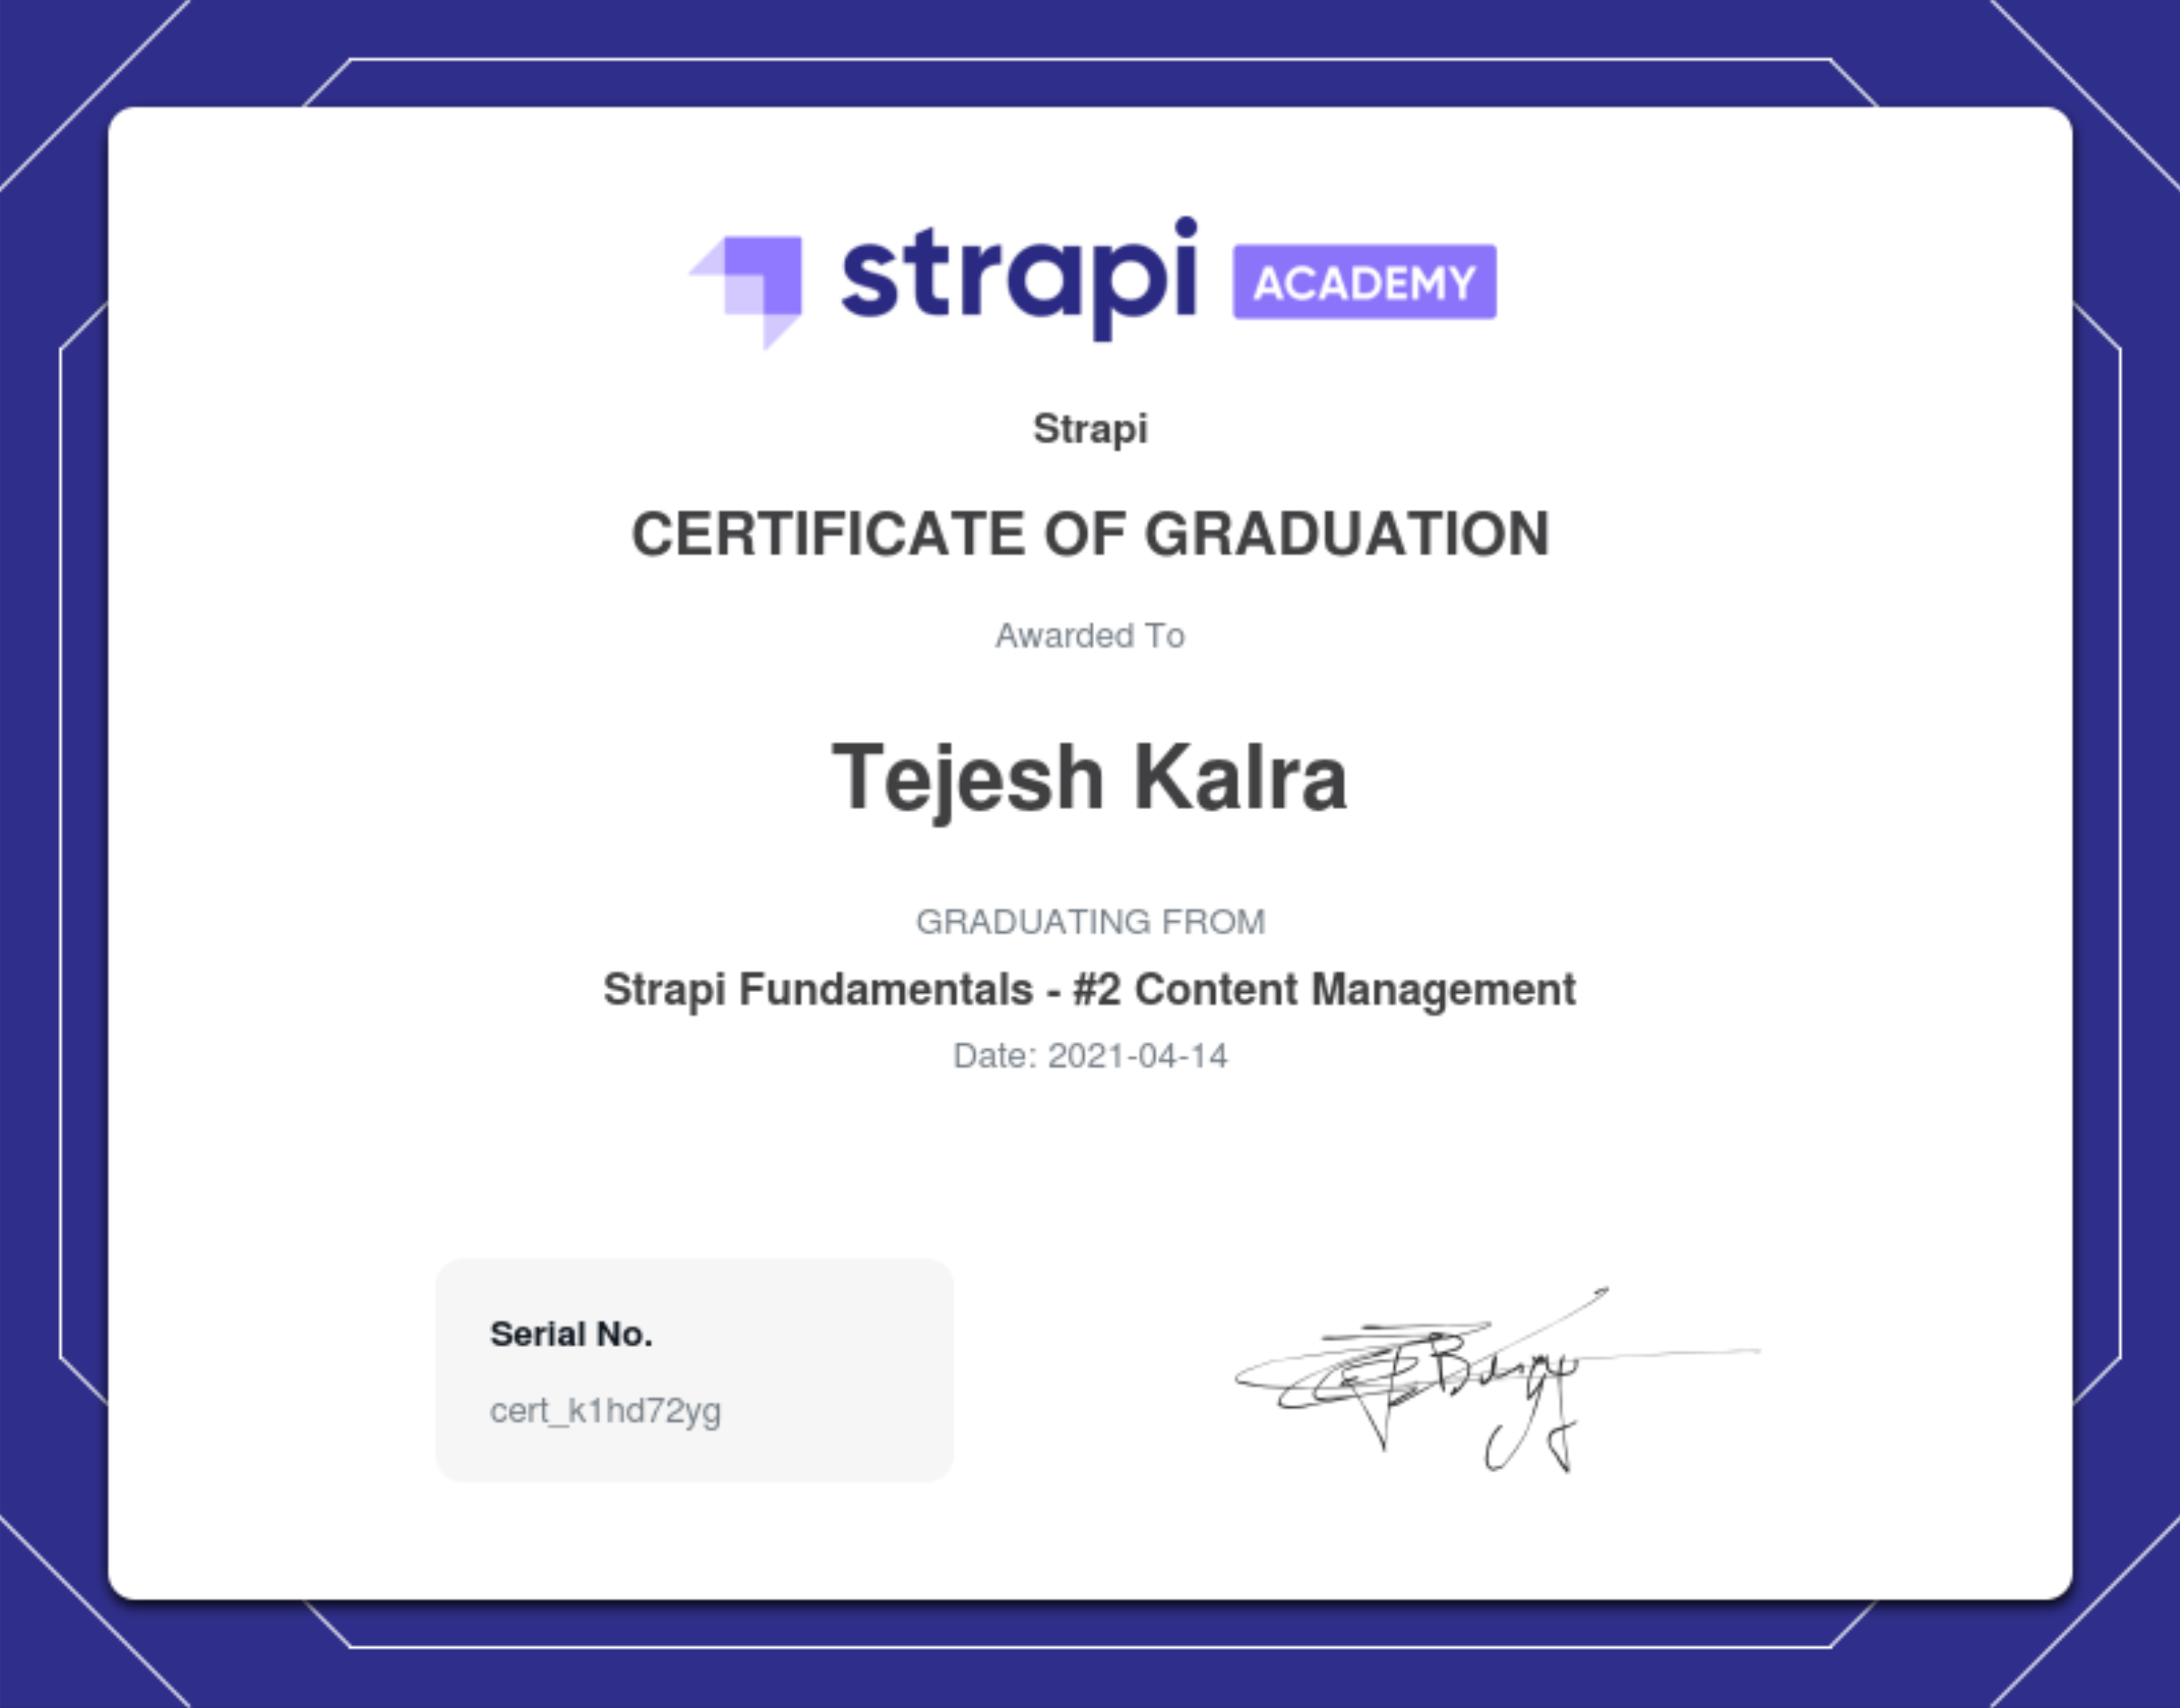 strapi ACADEMY
Strapi
CERTIFICATE OF GRADUATION
Awarded To
Tejesh Kalra
GRADUATING FROM
Strapi Fundamentals - #2 Content Management
Date: 2021-04-14
Serial No.
cert_k1hd72yg